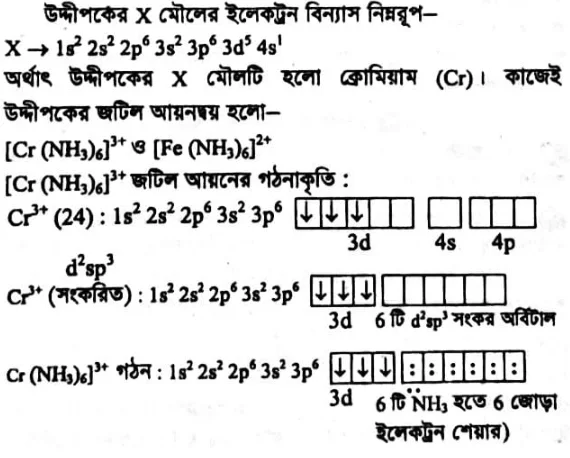 উদ্দীপকের X মৌলের ইলেকট্রন বিন্যাস নিম্নরূপ–
X → 1s² 2s² 2p⁶ 3s² 3p⁶ 3d⁵ 4s¹
অর্থাৎ উদ্দীপকের X মৌলটি হলো ক্রোমিয়াম (Cr)। কাজেই
উদ্দীপকের জটিল আয়নদ্বয় হলো–
[Cr (NH₃)₆]³⁺ ও [Fe (NH₃)₆]²⁺
[Cr (NH₃)₆]³⁺ জটিল আয়নের গঠনাকৃতি :
Cr³⁺ (24) : 1s² 2s² 2p⁶ 3s² 3p⁶ ↓ ↓ ↓
3d 4s 4p
d²sp³
Cr³⁺ (সংকরিত) : 1s² 2s² 2p⁶ 3s² 3p⁶ ↓ ↓ ↓
3d 6 টি d²sp³ সংকর অর্বিটাল
Cr (NH₃)₆]³⁺ গঠন : 1s² 2s² 2p⁶ 3s² 3p⁶ ↓ ↓ ↓ : : : : : :
3d 6 টি N̈H₃ হতে 6 জোড়া
ইলেকট্রন শেয়ার)